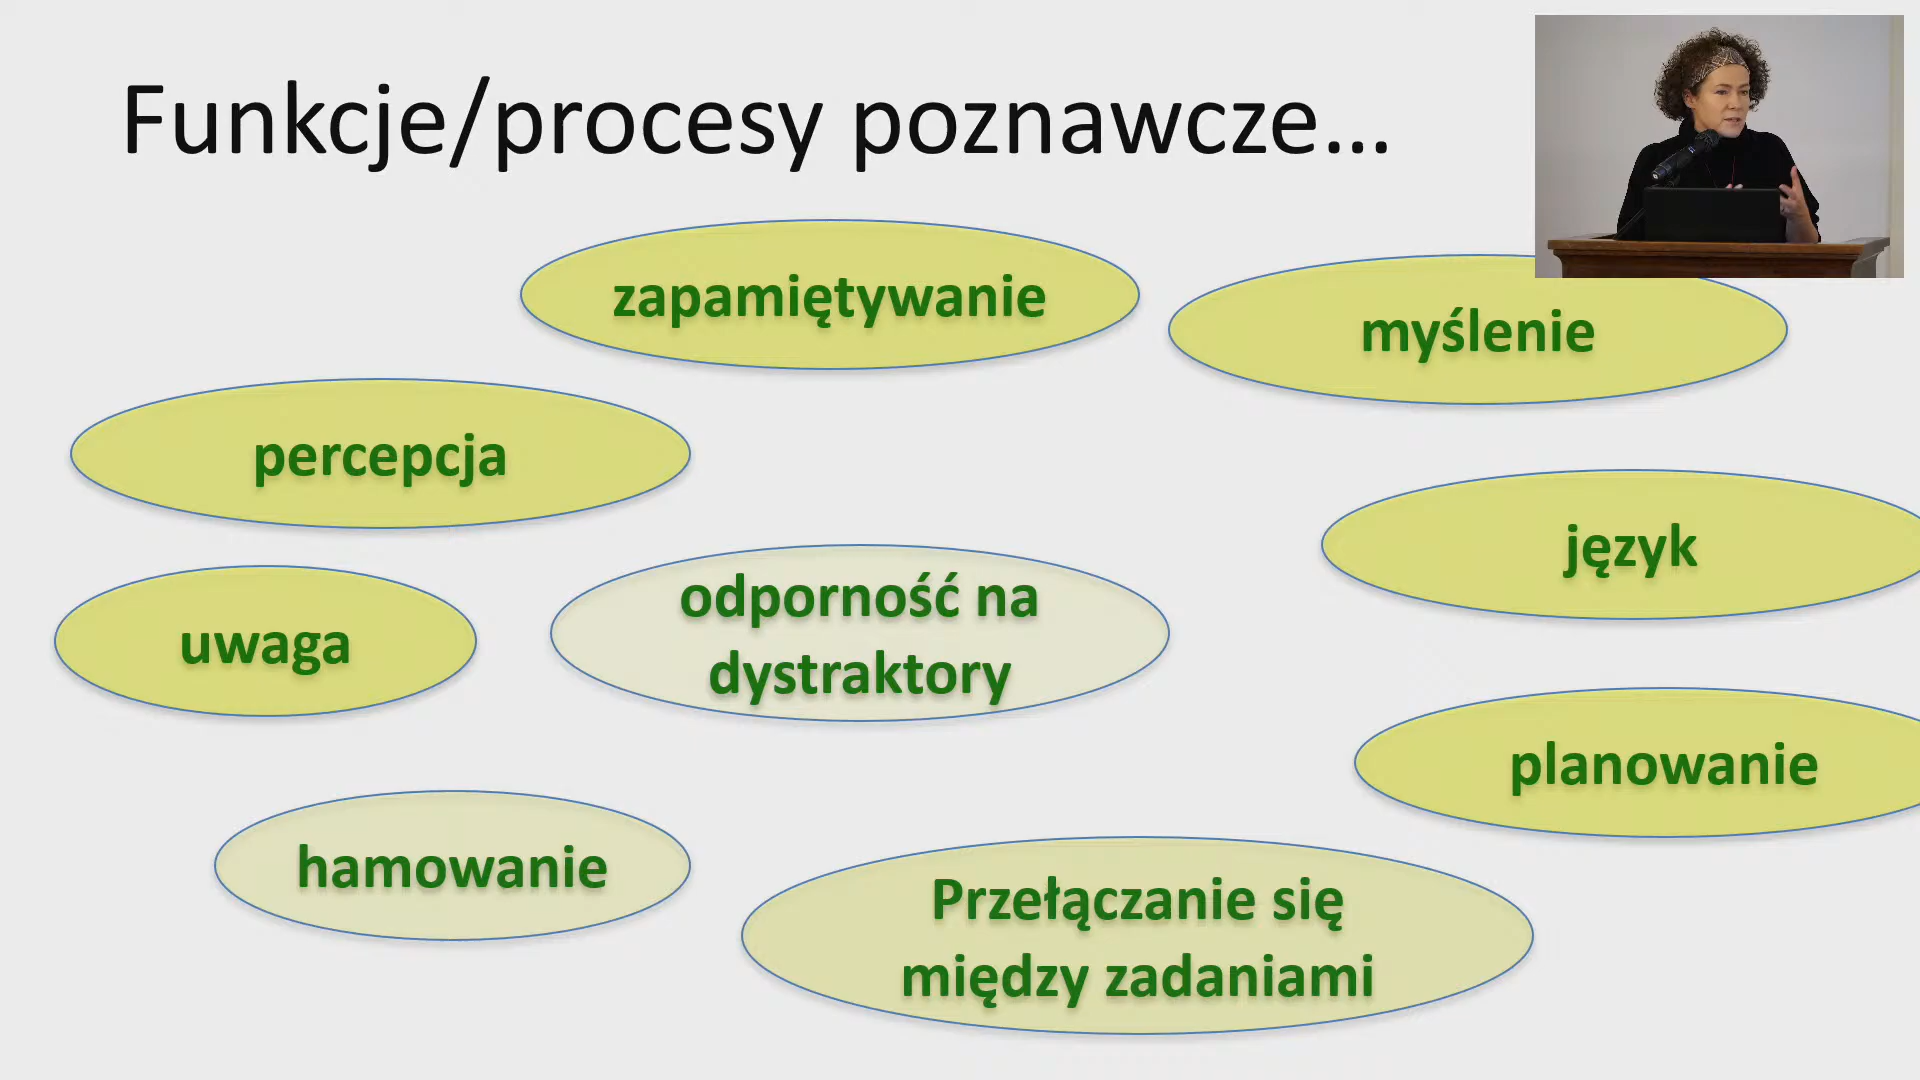 Funkcje/procesy poznawcze...
zapamiętywanie
myślenie
percepcja
język
odporność na
dystraktory
uwaga
planowanie
hamowanie
Przełączanie się
między zadaniami